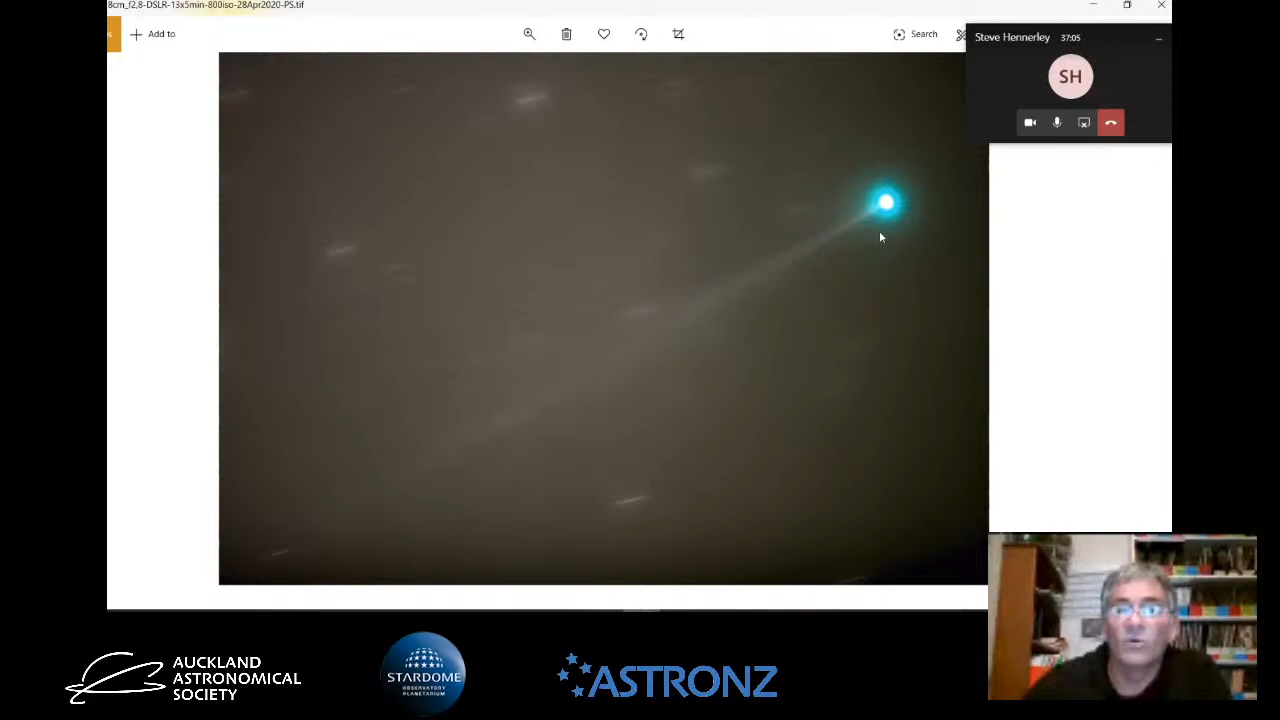 8cm_f2,8-DSLR-13x5min-800iso-28Apr2020-PS.tif
Add to
Search
Steve Hennerley 37:05
SH
AUCKLAND
ASTRONOMICAL
SOCIETY
STARDOME
OBSERVATORY
PLANETARIUM
ASTRONZ